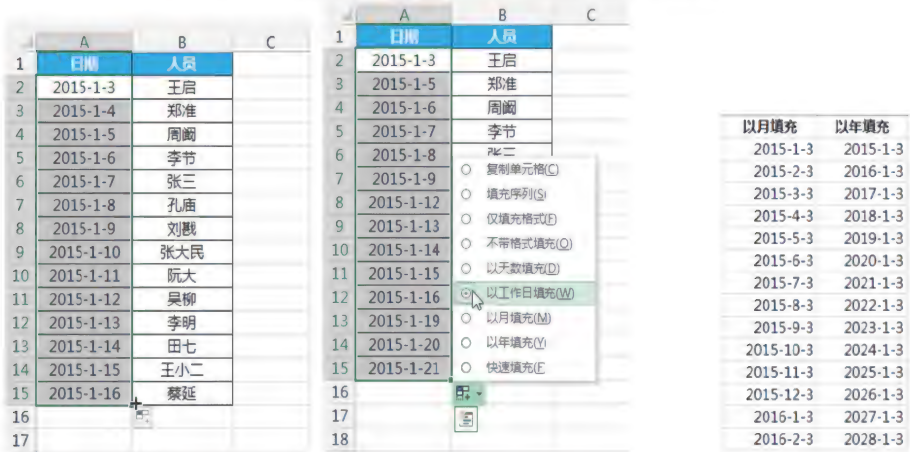 A B C
1 日期 人员
2 2015-1-3 王启
3 2015-1-4 郑准
4 2015-1-5 周阚
5 2015-1-6 李节
6 2015-1-7 张三
7 2015-1-8 孔庙
8 2015-1-9 刘戡
9 2015-1-10 张大民
10 2015-1-11 阮大
11 2015-1-12 吴柳
12 2015-1-13 李明
13 2015-1-14 田七
14 2015-1-15 王小二
15 2015-1-16 蔡延
16
17
A B C
1 日期 人员
2 2015-1-3 王启
3 2015-1-5 郑准
4 2015-1-6 周阚
5 2015-1-7 李节
6 2015-1-8 张三
7 2015-1-9
8 2015-1-12
9 2015-1-13
10 2015-1-14
11 2015-1-15
12 2015-1-16
13 2015-1-19
14 2015-1-20
15 2015-1-21
16
17
18
复制单元格(C)
填充序列(S)
仅填充格式(F)
不带格式填充(O)
以天数填充(D)
以工作日填充(W)
以月填充(M)
以年填充(Y)
快速填充(F
以月填充 以年填充
2015-1-3 2015-1-3
2015-2-3 2016-1-3
2015-3-3 2017-1-3
2015-4-3 2018-1-3
2015-5-3 2019-1-3
2015-6-3 2020-1-3
2015-7-3 2021-1-3
2015-8-3 2022-1-3
2015-9-3 2023-1-3
2015-10-3 2024-1-3
2015-11-3 2025-1-3
2015-12-3 2026-1-3
2016-1-3 2027-1-3
2016-2-3 2028-1-3